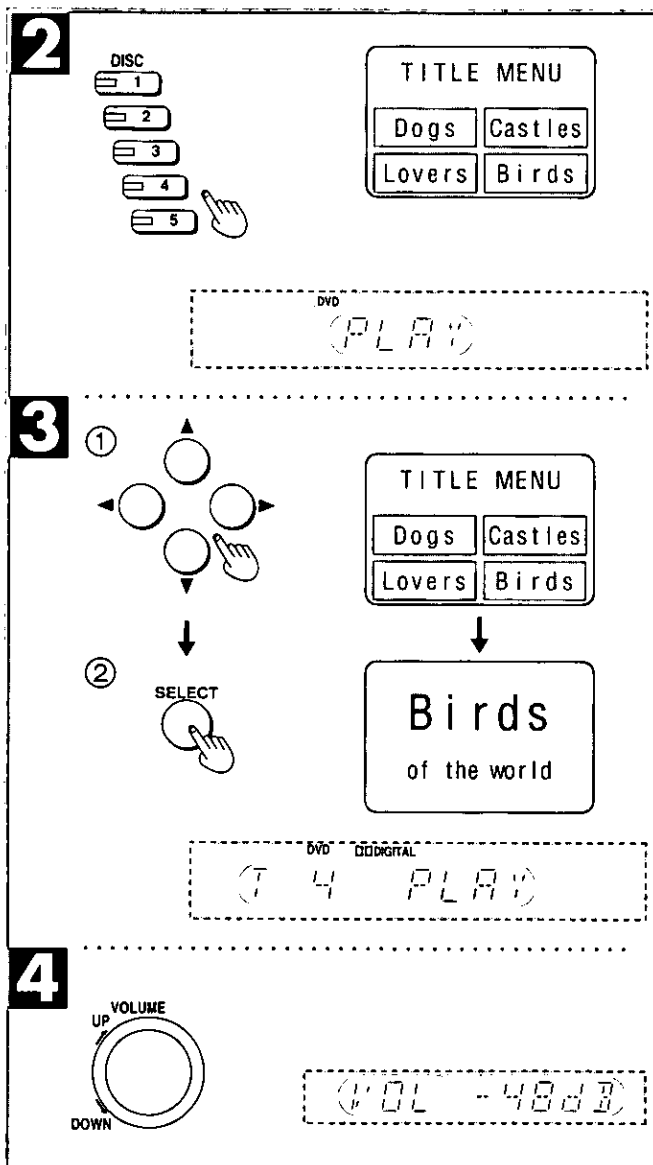 2
DISC
1
2
3
4
5
TITLE MENU
Dogs Castles
Lovers Birds
DVD
PLAY
3
①
TITLE MENU
Dogs Castles
Lovers Birds
②
SELECT
Birds
of the world
DVD DIGITAL
T 4 PLAY
4
VOLUME
UP
DOWN
VOL -48dB